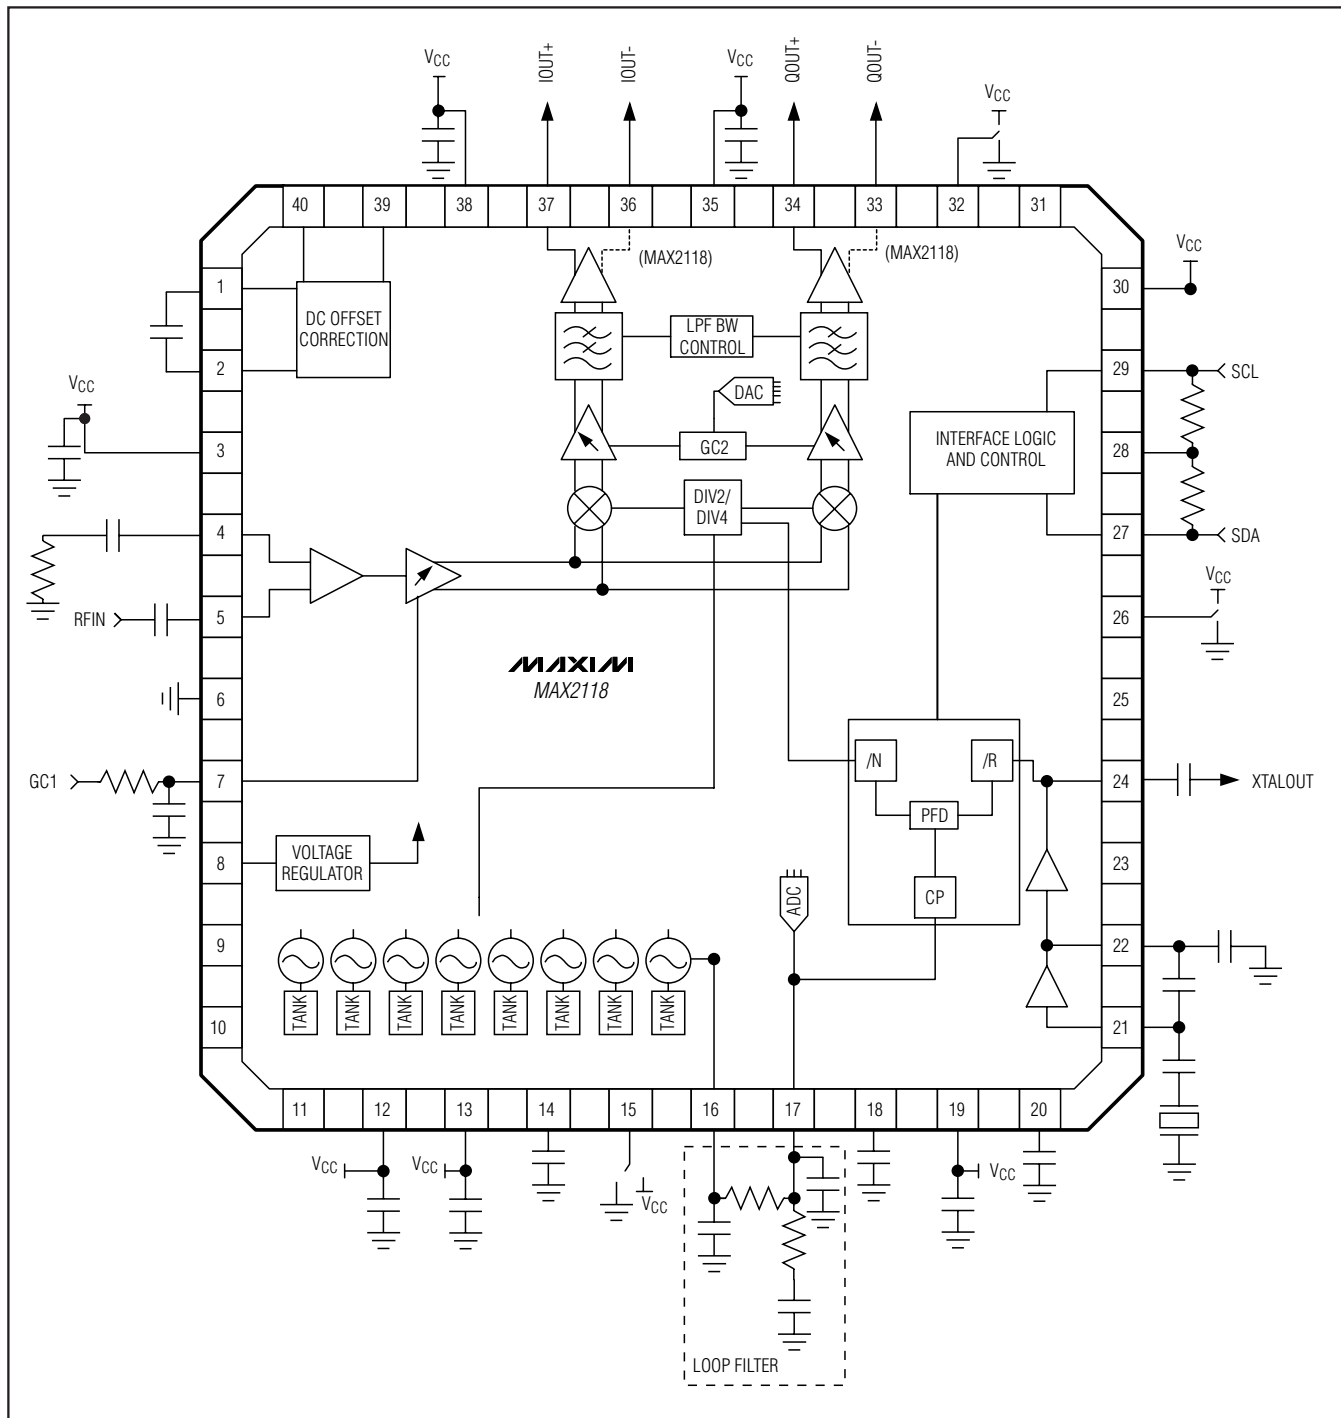 VCC
IOUT+
IOUT-
VCC
QOUT+
QOUT-
VCC
40 39 38 37 36 35 34 33 32 31
(MAX2118)
(MAX2118)
VCC
1
DC OFFSET
CORRECTION
LPF BW
CONTROL
30
2
VCC
DAC
29
SCL
3
GC2
INTERFACE LOGIC
AND CONTROL
28
DIV2/
DIV4
4
27
SDA
VCC
RFIN
5
26
MAXIM
MAX2118
6
25
/N
/R
GC1
7
24
XTALOUT
PFD
VOLTAGE
REGULATOR
8
23
ADC
CP
9
22
TANK TANK TANK TANK TANK TANK TANK TANK
10
21
11 12 13 14 15 16 17 18 19 20
VCC
VCC
VCC
VCC
LOOP FILTER